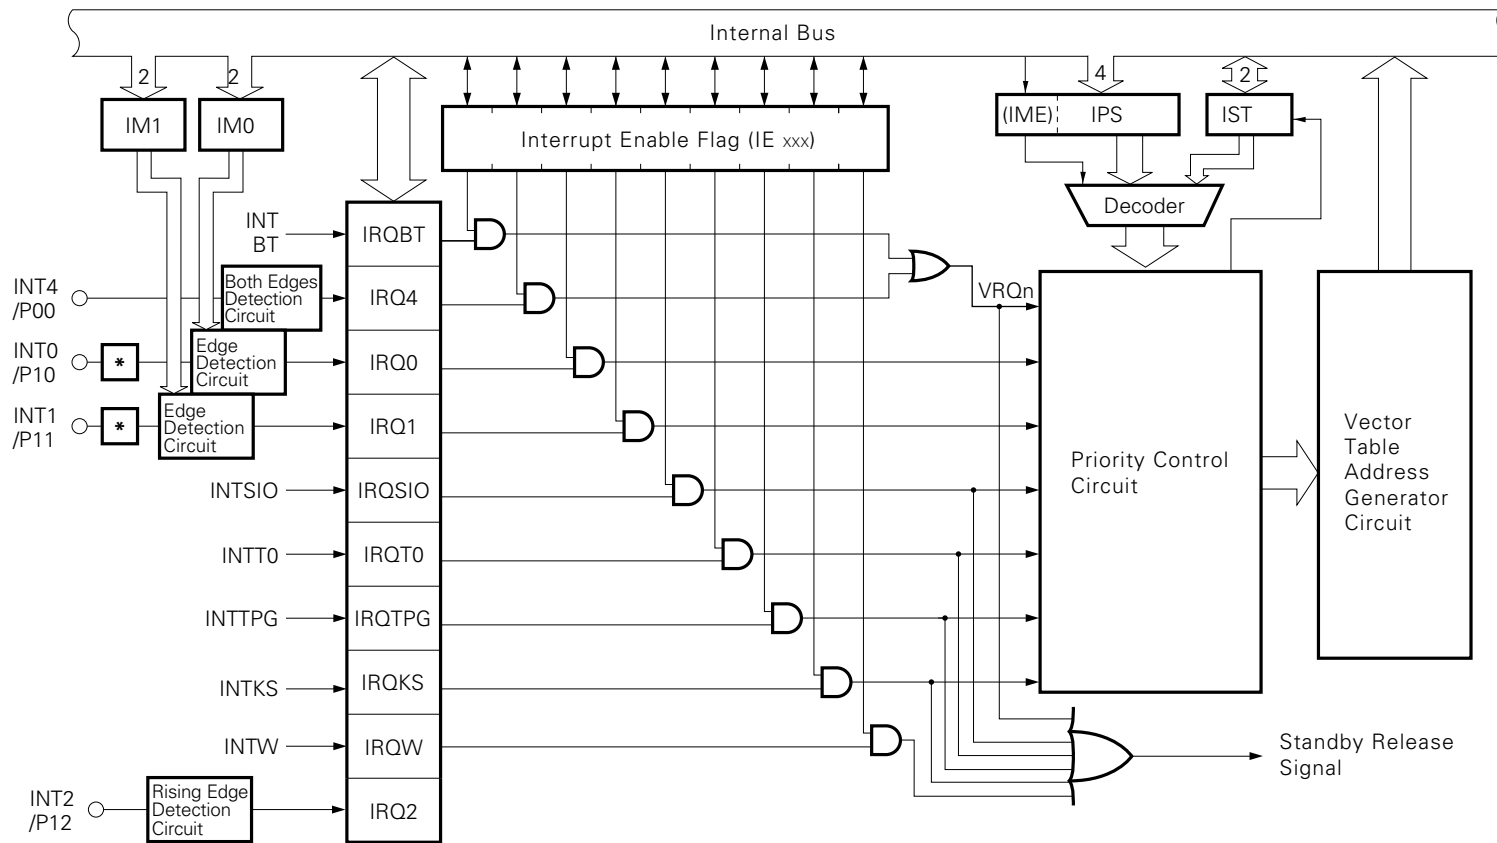 Internal Bus
2
2
4
2
IM1
IM0
Interrupt Enable Flag (IE xxx)
(IME)
IPS
IST
Decoder
INT
BT
IRQBT
INT4
/P00
Both Edges
Detection
Circuit
IRQ4
VRQn
INT0
/P10
*
Edge
Detection
Circuit
IRQ0
INT1
/P11
*
Edge
Detection
Circuit
IRQ1
Priority Control
Circuit
Vector
Table
Address
Generator
Circuit
INTSIO
IRQSIO
INTT0
IRQT0
INTTPG
IRQTPG
INTKS
IRQKS
INTW
IRQW
Standby Release
Signal
INT2
/P12
Rising Edge
Detection
Circuit
IRQ2